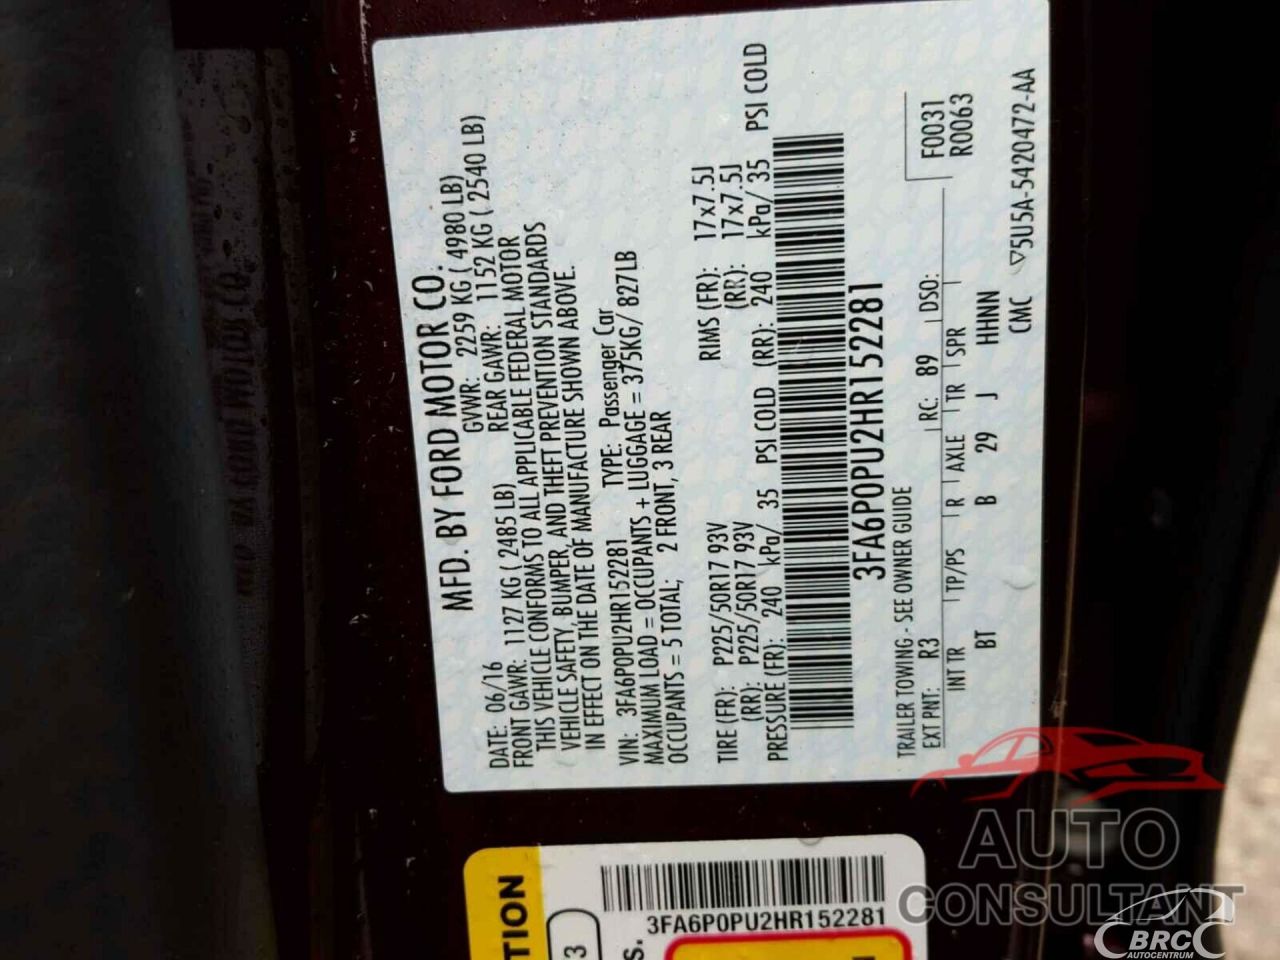 MFD. BY FORD MOTOR CO.
DATE: 06/16 GVWR: 2259 KG ( 4980 LB)
FRONT GAWR: 1127 KG ( 2485 LB) REAR GAWR: 1152 KG ( 2540 LB)
THIS VEHICLE CONFORMS TO ALL APPLICABLE FEDERAL MOTOR
VEHICLE SAFETY, BUMPER, AND THEFT PREVENTION STANDARDS
IN EFFECT ON THE DATE OF MANUFACTURE SHOWN ABOVE.
VIN: 3FA6P0PU2HR152281 TYPE: Passenger Car
MAXIMUM LOAD = OCCUPANTS + LUGGAGE = 375KG/ 827LB
OCCUPANTS = 5 TOTAL; 2 FRONT, 3 REAR
TIRE (FR): P225/50R17 93V RIMS (FR): 17x7.5J
(RR): P225/50R17 93V (RR): 17x7.5J
PRESSURE (FR): 240 kPa/ 35 PSI COLD (RR): 240 kPa/ 35 PSI COLD
3FA6P0PU2HR152281
TRAILER TOWING - SEE OWNER GUIDE F0031
EXT PNT: R3 RC: 89 DSO: R0063
INT TR TP/PS R AXLE TR SPR
BT B 29 J HHNN
CMC ▽5U5A-5420472-AA
3FA6P0PU2HR152281
AUTO
CONSULTANT
BRC
AUTOCENTRUM